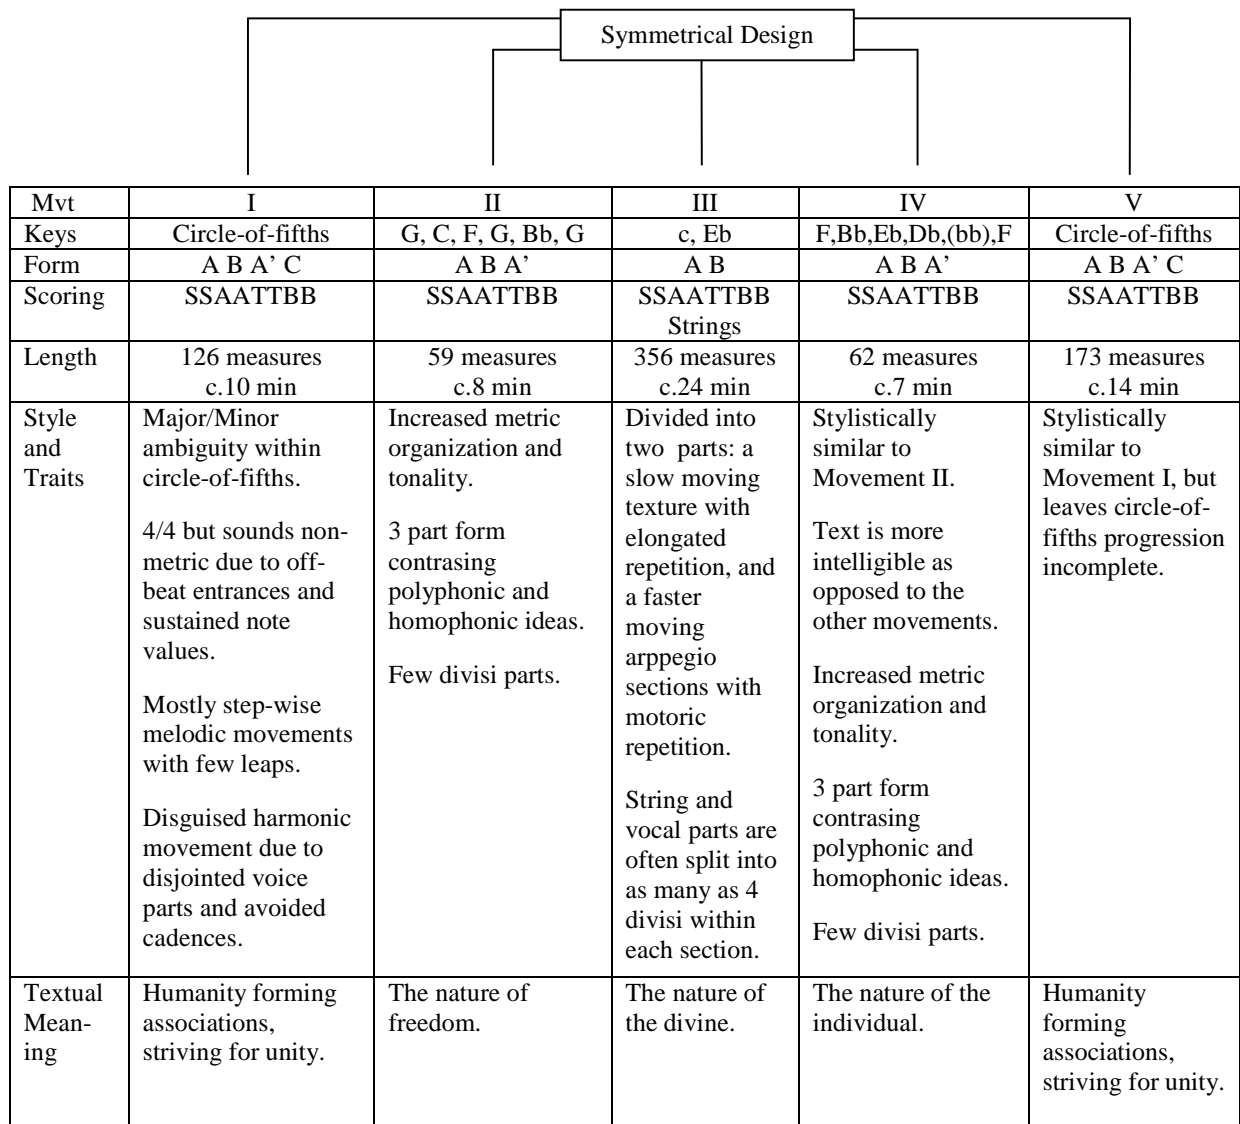 Symmetrical Design
Mvt I II III IV V
Keys Circle-of-fifths G, C, F, G, Bb, G c, Eb F,Bb,Eb,Db,(bb),F Circle-of-fifths
Form A B A’ C A B A’ A B A B A’ A B A’ C
Scoring SSAATTBB SSAATTBB SSAATTBB SSAATTBB SSAATTBB
Strings
Length 126 measures 59 measures 356 measures 62 measures 173 measures
c.10 min c.8 min c.24 min c.7 min c.14 min
Style
and
Traits
Major/Minor
ambiguity within
circle-of-fifths.
4/4 but sounds non-
metric due to off-
beat entrances and
sustained note
values.
Mostly step-wise
melodic movements
with few leaps.
Disguised harmonic
movement due to
disjointed voice
parts and avoided
cadences.
Increased metric
organization and
tonality.
3 part form
contrasing
polyphonic and
homophonic ideas.
Few divisi parts.
Divided into
two parts: a
slow moving
texture with
elongated
repetition, and
a faster
moving
arppegio
sections with
motoric
repetition.
String and
vocal parts are
often split into
as many as 4
divisi within
each section.
Stylistically
similar to
Movement II.
Text is more
intelligible as
opposed to the
other movements.
Increased metric
organization and
tonality.
3 part form
contrasing
polyphonic and
homophonic ideas.
Few divisi parts.
Stylistically
similar to
Movement I, but
leaves circle-of-
fifths progression
incomplete.
Textual
Mean-
ing
Humanity forming
associations,
striving for unity.
The nature of
freedom.
The nature of
the divine.
The nature of the
individual.
Humanity
forming
associations,
striving for unity.